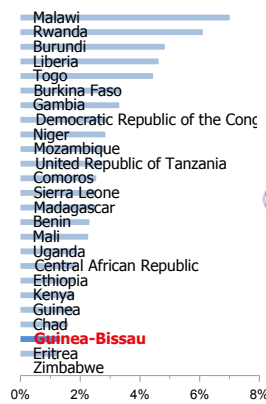 Malawi
Rwanda
Burundi
Liberia
Togo
Burkina Faso
Gambia
Democratic Republic of the Cong
Niger
Mozambique
United Republic of Tanzania
Comoros
Sierra Leone
Madagascar
Benin
Mali
Uganda
Central African Republic
Ethiopia
Kenya
Guinea
Chad
Guinea-Bissau
Eritrea
Zimbabwe
0% 2% 4% 6% 8%